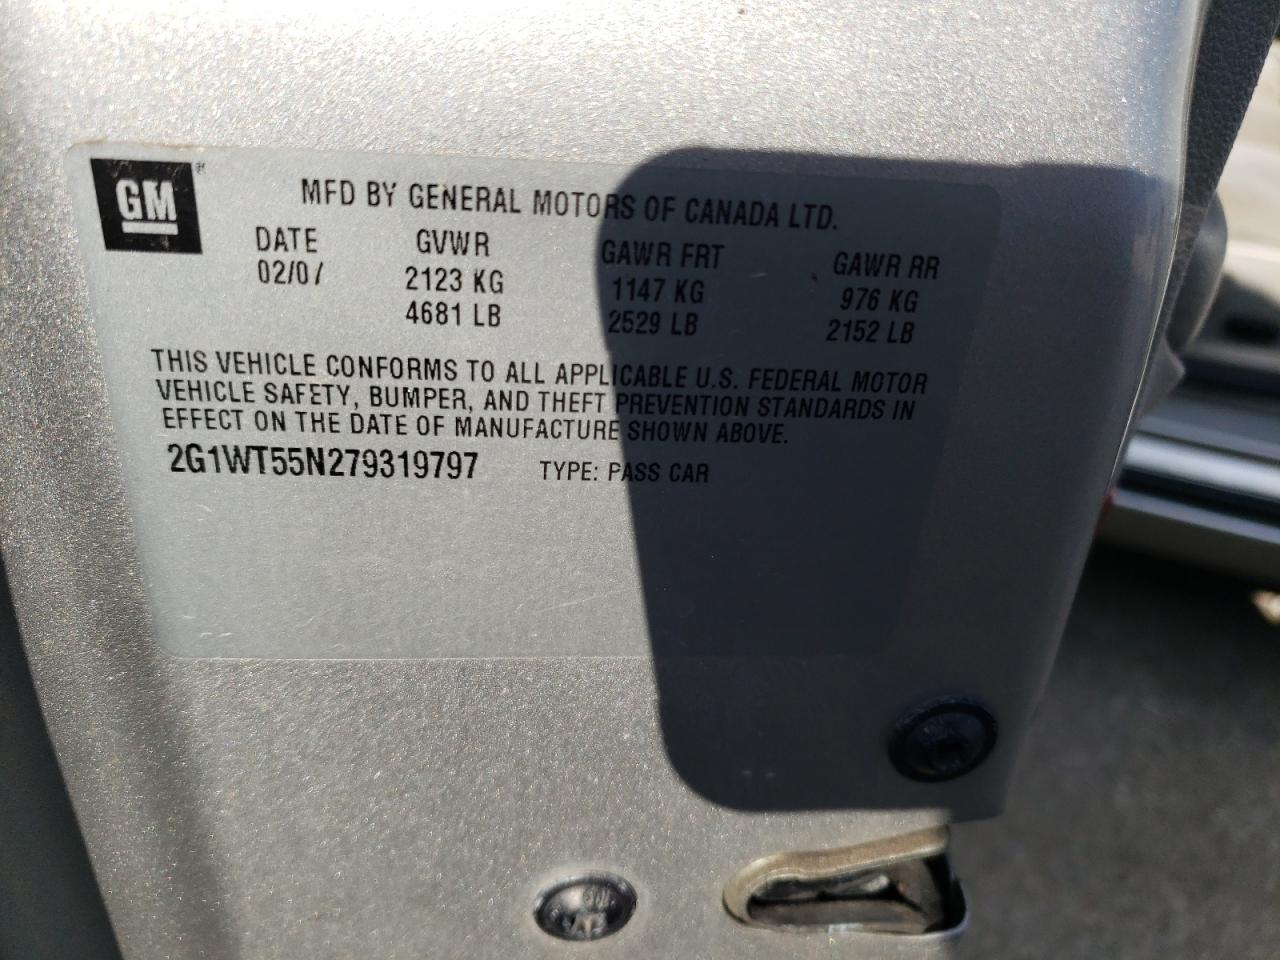 GM
MFD BY GENERAL MOTORS OF CANADA LTD.
DATE GVWR GAWR FRT GAWR RR
02/07 2123 KG 1147 KG 976 KG
4681 LB 2529 LB 2152 LB
THIS VEHICLE CONFORMS TO ALL APPLICABLE U.S. FEDERAL MOTOR
VEHICLE SAFETY, BUMPER, AND THEFT PREVENTION STANDARDS IN
EFFECT ON THE DATE OF MANUFACTURE SHOWN ABOVE.
2G1WT55N279319797 TYPE: PASS CAR